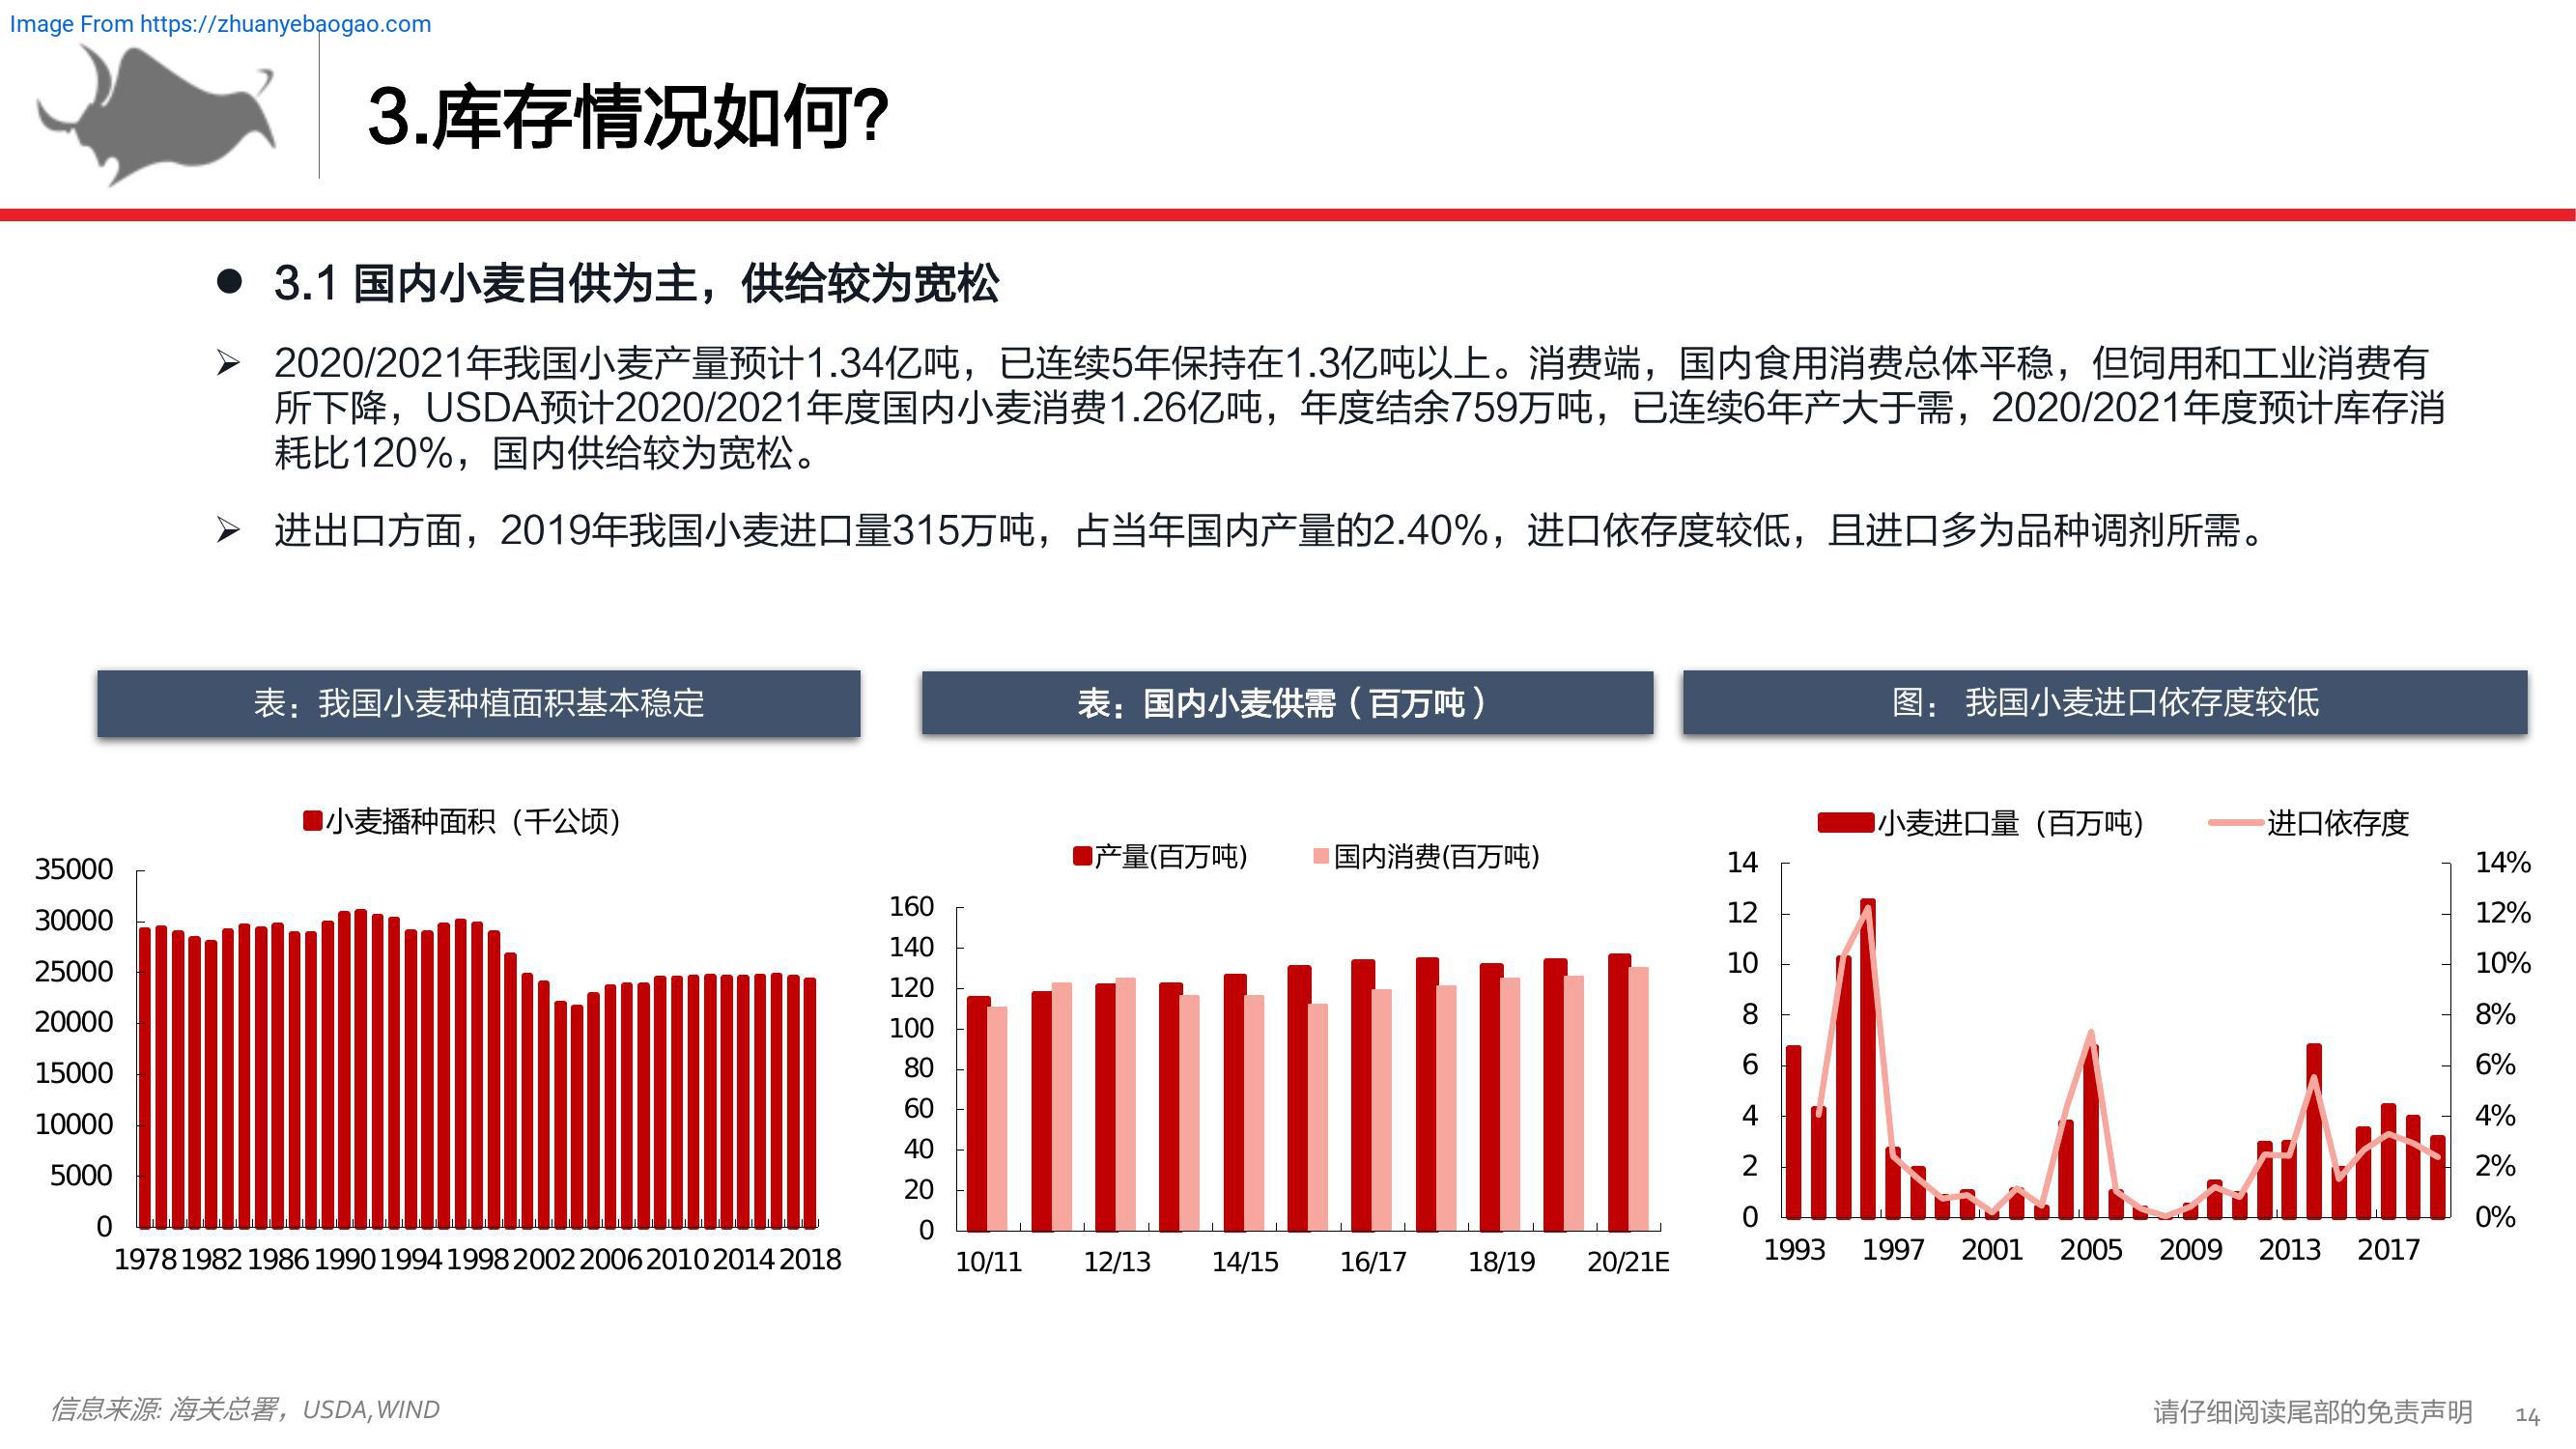 Image From https://zhuanyebaogao.com
3.库存情况如何?
3.1 国内小麦自供为主，供给较为宽松
2020/2021年我国小麦产量预计1.34亿吨，已连续5年保持在1.3亿吨以上。消费端，国内食用消费总体平稳，但饲用和工业消费有
所下降，USDA预计2020/2021年度国内小麦消费1.26亿吨，年度结余759万吨，已连续6年产大于需，2020/2021年度预计库存消
耗比120%，国内供给较为宽松。
进出口方面，2019年我国小麦进口量315万吨，占当年国内产量的2.40%，进口依存度较低，且进口多为品种调剂所需。
表：我国小麦种植面积基本稳定
小麦播种面积（千公顷）
35000
30000
25000
20000
15000
10000
5000
0
1978 1982 1986 1990 1994 1998 2002 2006 2010 2014 2018
表：国内小麦供需（百万吨）
产量(百万吨) 国内消费(百万吨)
160
140
120
100
80
60
40
20
0
10/11 12/13 14/15 16/17 18/19 20/21E
图： 我国小麦进口依存度较低
小麦进口量（百万吨） 进口依存度
14 14%
12 12%
10 10%
8 8%
6 6%
4 4%
2 2%
0 0%
1993 1997 2001 2005 2009 2013 2017
信息来源: 海关总署，USDA,WIND
请仔细阅读尾部的免责声明 14